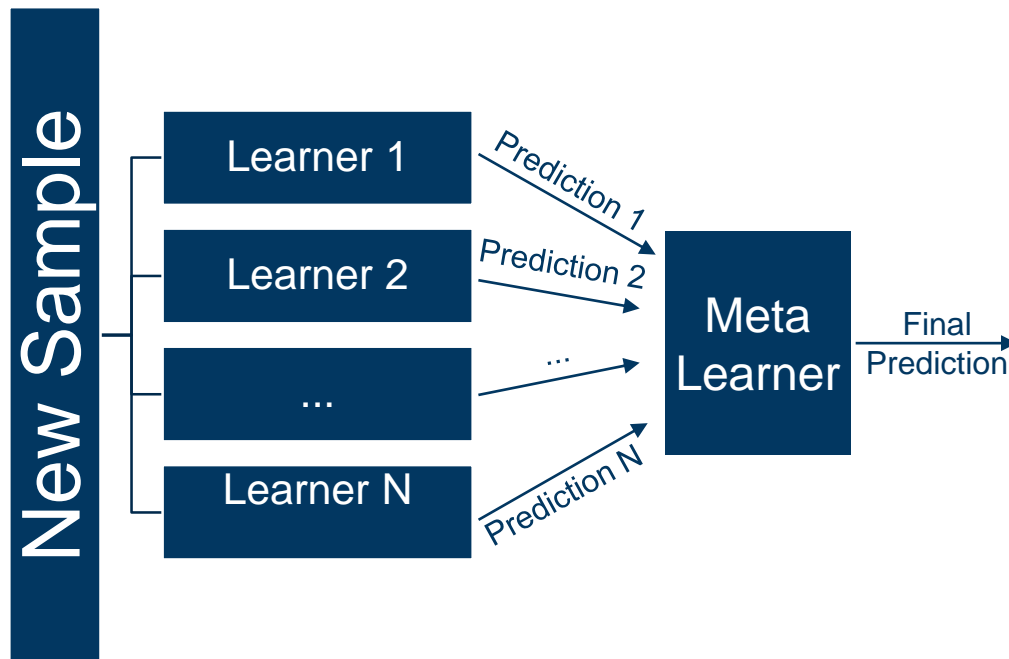 New Sample
Learner 1
Learner 2
...
Learner N
Prediction 1
Prediction 2
...
Prediction N
Meta
Learner
Final
Prediction